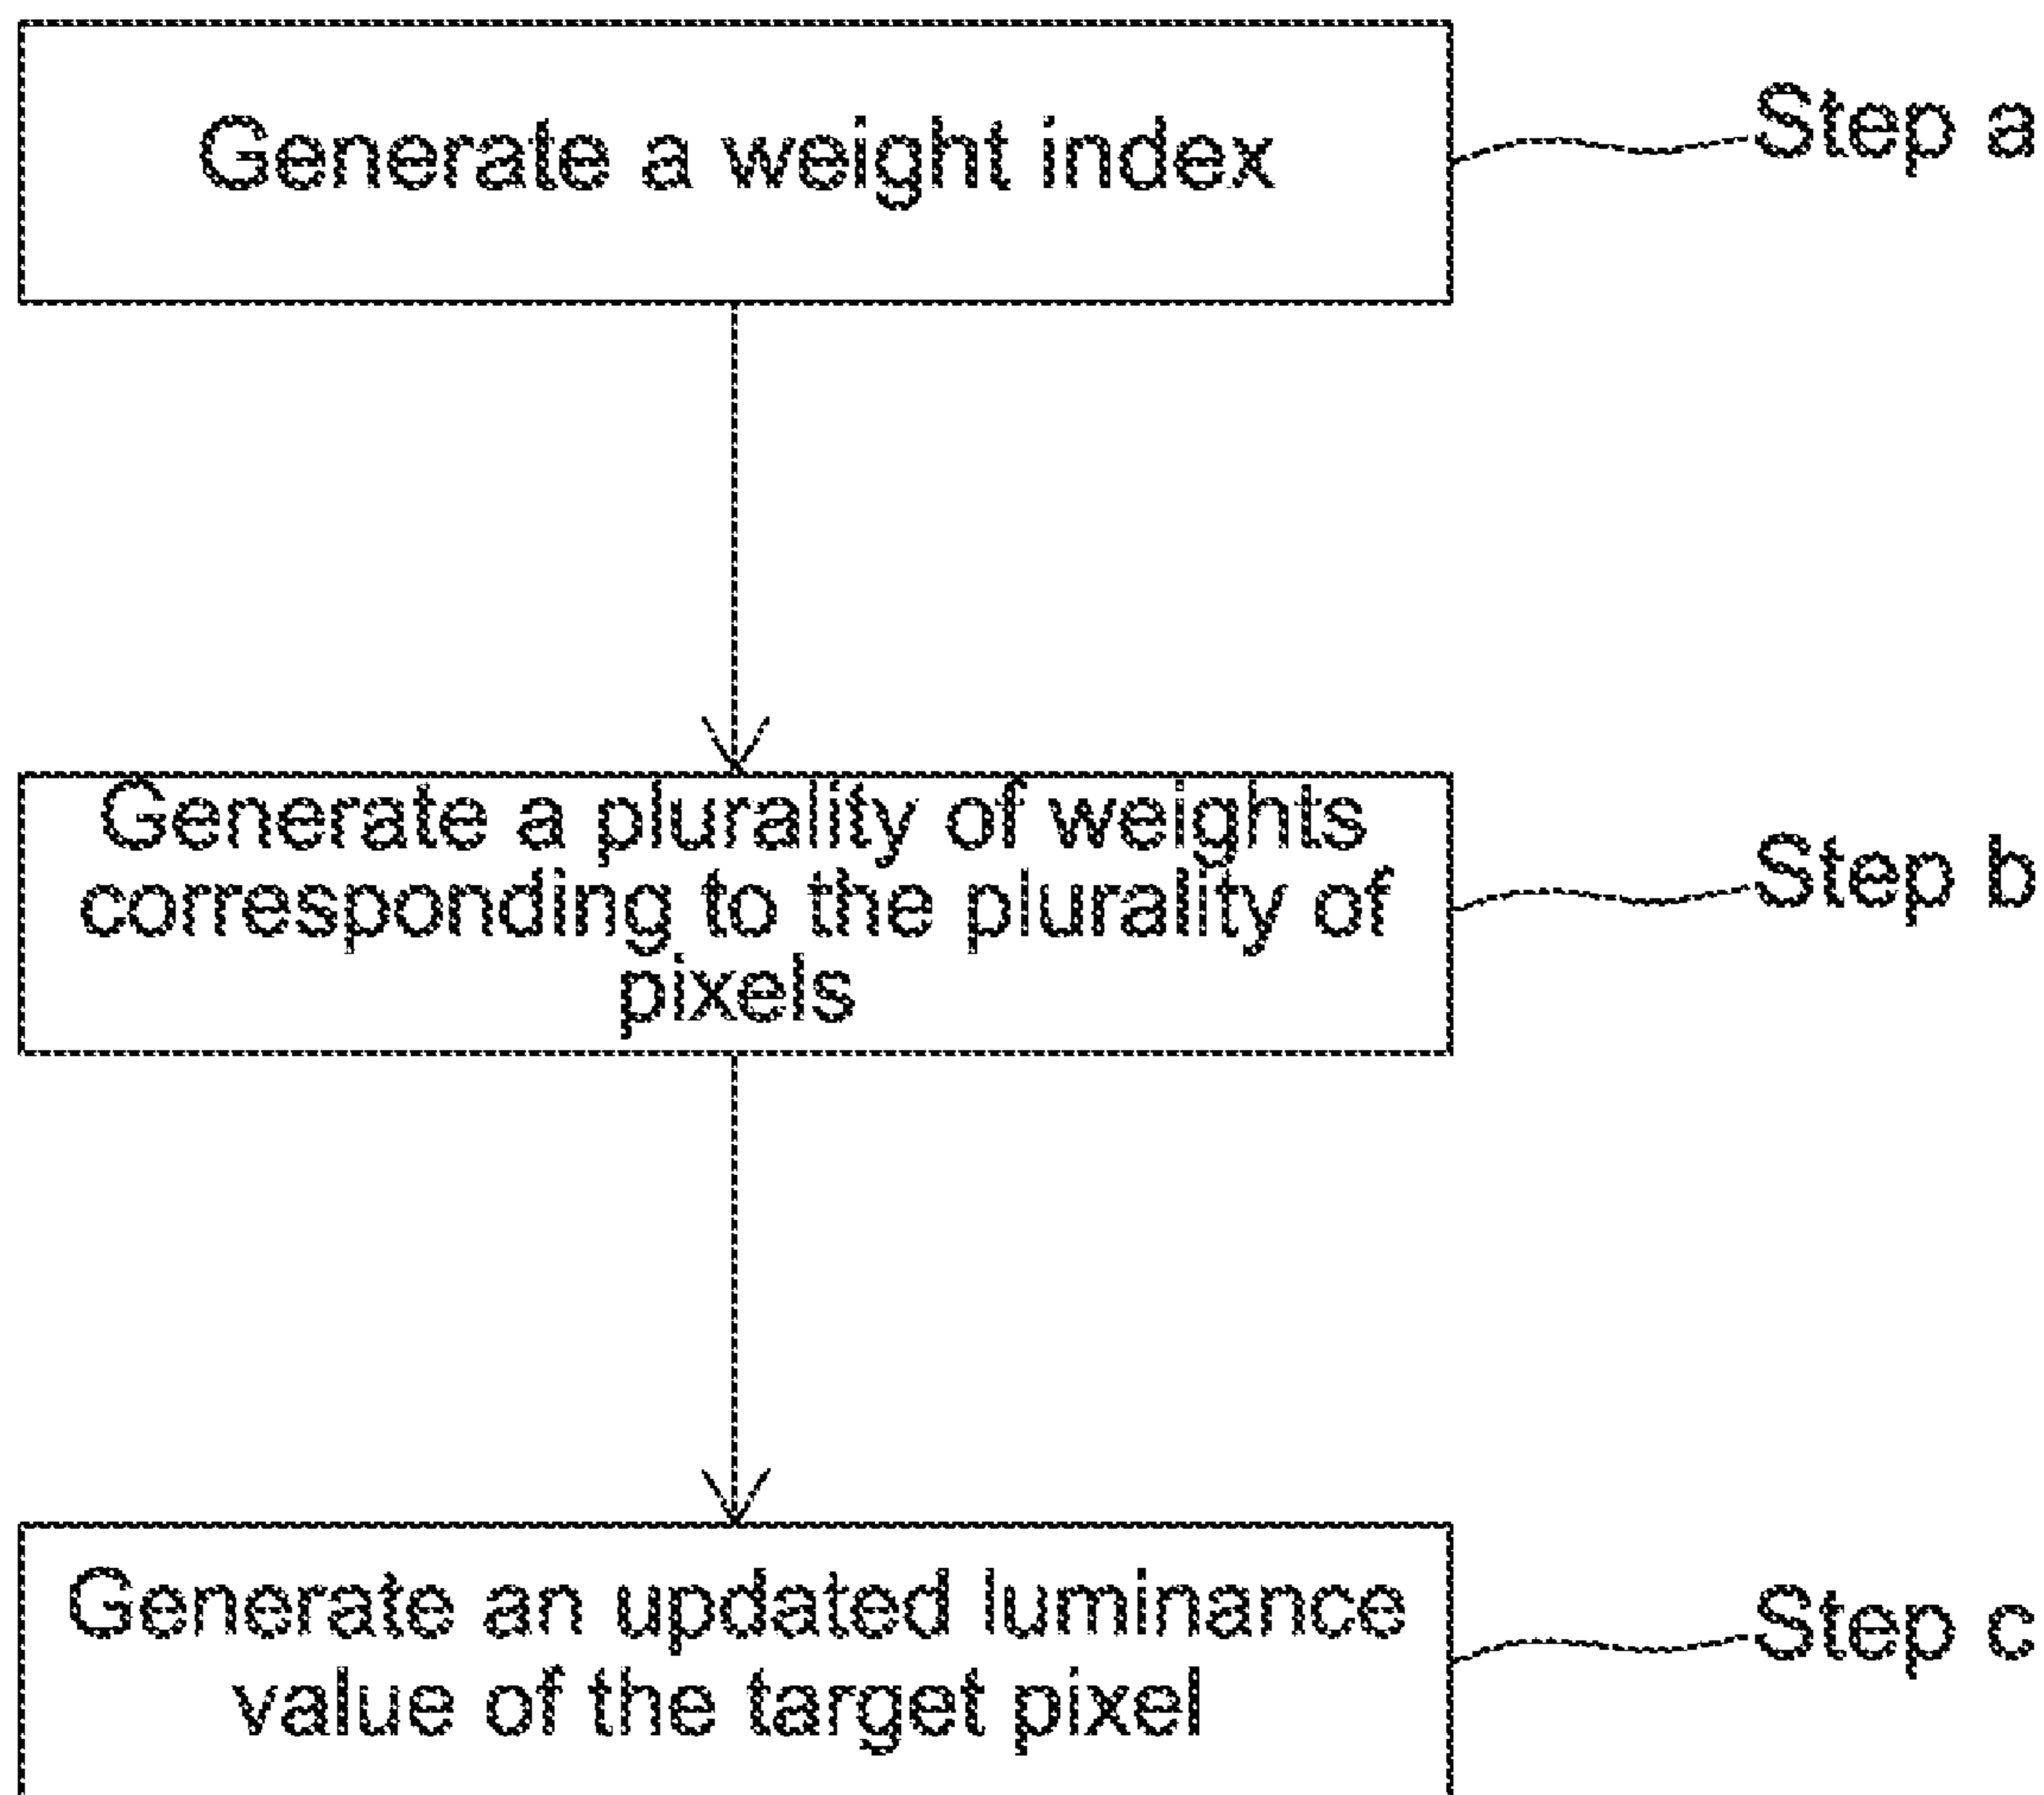 Generate a weight index
Step a
Generate a plurality of weights
corresponding to the plurality of
pixels
Step b
Generate an updated luminance
value of the target pixel
Step c